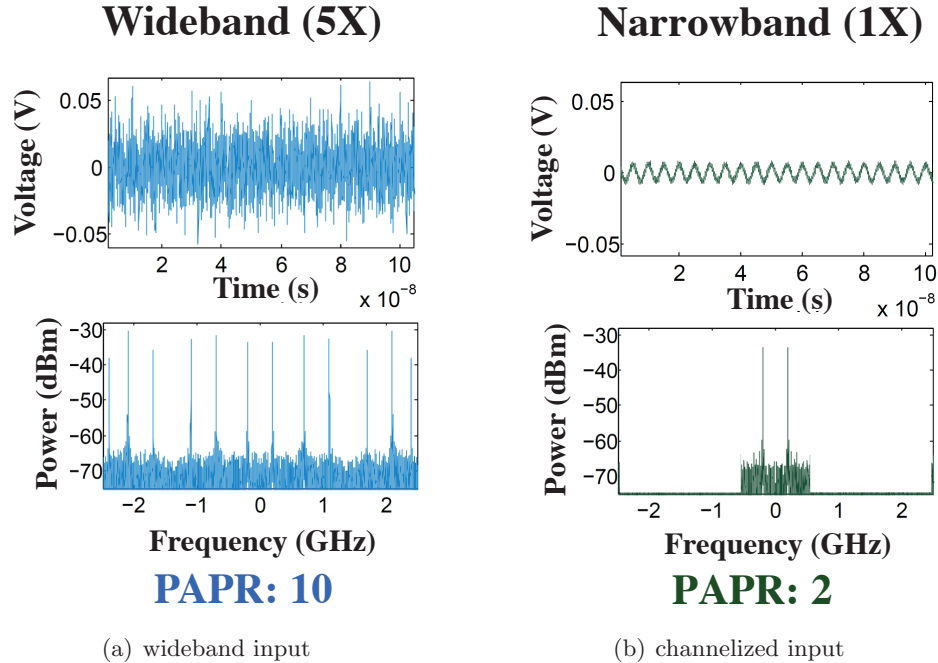 Wideband (5X)
Voltage (V)
0.05
0
−0.05
2 4 6 8 10
Time (s)
x 10⁻⁸
Power (dBm)
−30
−40
−50
−60
−70
−2 −1 0 1 2
Frequency (GHz)
PAPR: 10
(a) wideband input
Narrowband (1X)
Voltage (V)
0.05
0
−0.05
2 4 6 8 10
Time (s)
x 10⁻⁸
Power (dBm)
−30
−40
−50
−60
−70
−2 −1 0 1 2
Frequency (GHz)
PAPR: 2
(b) channelized input